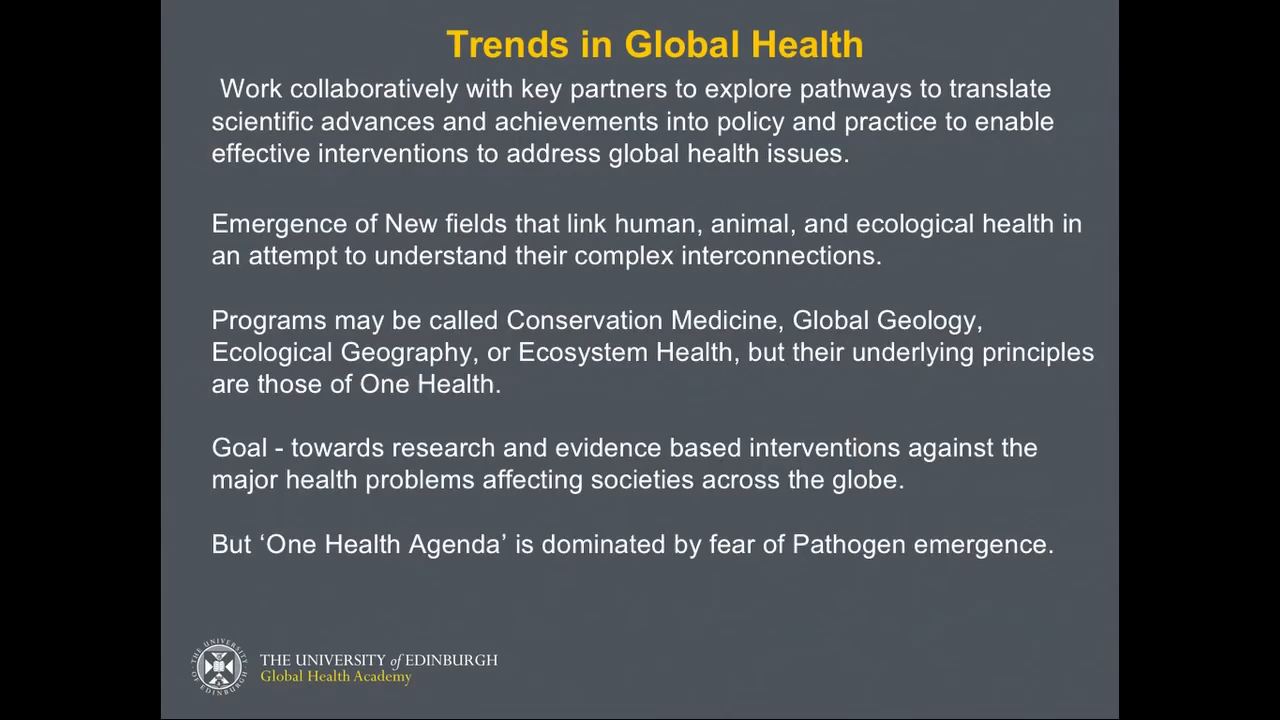 Trends in Global Health
Work collaboratively with key partners to explore pathways to translate
scientific advances and achievements into policy and practice to enable
effective interventions to address global health issues.
Emergence of New fields that link human, animal, and ecological health in
an attempt to understand their complex interconnections.
Programs may be called Conservation Medicine, Global Geology,
Ecological Geography, or Ecosystem Health, but their underlying principles
are those of One Health.
Goal - towards research and evidence based interventions against the
major health problems affecting societies across the globe.
But ‘One Health Agenda’ is dominated by fear of Pathogen emergence.
THE UNIVERSITY
OF EDINBURGH
THE UNIVERSITY of EDINBURGH
Global Health Academy